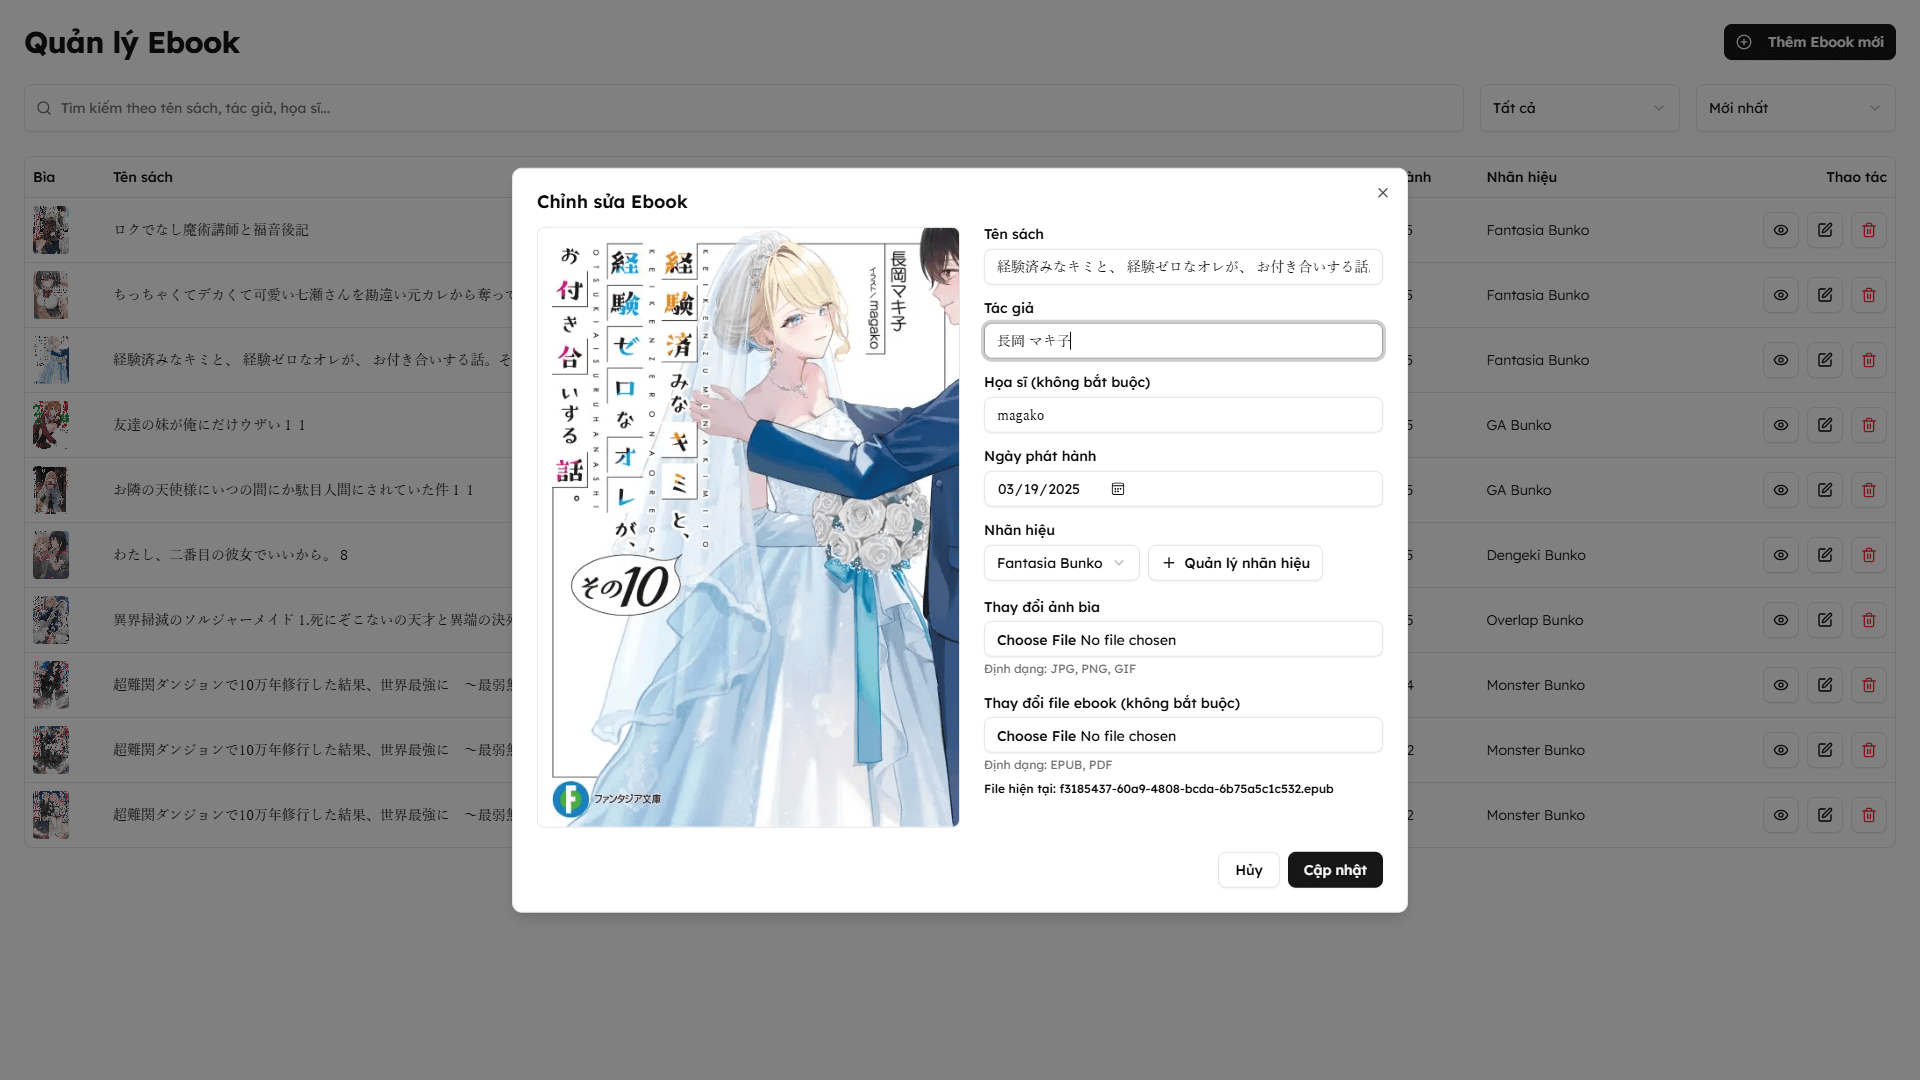 Quản lý Ebook
Thêm Ebook mới
Tìm kiếm theo tên sách, tác giả, họa sĩ...
Tất cả
Mới nhất
Bìa
Tên sách
ành
Nhãn hiệu
Thao tác
ロクでなし魔術講師と福音後記
5
Fantasia Bunko
ちっちゃくてデカくて可愛い七瀬さんを勘違い元カレから奪って
5
Fantasia Bunko
経験済みなキミと、 経験ゼロなオレが、 お付き合いする話。そ
5
Fantasia Bunko
友達の妹が俺にだけウザい１１
5
GA Bunko
お隣の天使様にいつの間にか駄目人間にされていた件１１
5
GA Bunko
わたし、二番目の彼女でいいから。８
5
Dengeki Bunko
異界掃滅のソルジャーメイド 1.死にぞこないの天才と異端の決死
5
Overlap Bunko
超難関ダンジョンで10万年修行した結果、世界最強に　～最弱無
4
Monster Bunko
超難関ダンジョンで10万年修行した結果、世界最強に　～最弱無
2
Monster Bunko
超難関ダンジョンで10万年修行した結果、世界最強に　～最弱無
2
Monster Bunko
Chỉnh sửa Ebook
長岡マキ子
イラスト／magako
経験済みなキミと、
KEIKENZUMINAKIMITO
経験ゼロなオレが、
KEIKENZERONAOREGA
お付き合いする話。
OTSUKIAISURUHANASHI
その10
ファンタジア文庫
Tên sách
経験済みなキミと、 経験ゼロなオレが、 お付き合いする話。
Tác giả
長岡 マキ子
Họa sĩ (không bắt buộc)
magako
Ngày phát hành
03/19/2025
Nhãn hiệu
Fantasia Bunko
Quản lý nhãn hiệu
Thay đổi ảnh bìa
Choose File No file chosen
Định dạng: JPG, PNG, GIF
Thay đổi file ebook (không bắt buộc)
Choose File No file chosen
Định dạng: EPUB, PDF
File hiện tại: f3185437-60a9-4808-bcda-6b75a5c1c532.epub
Hủy
Cập nhật